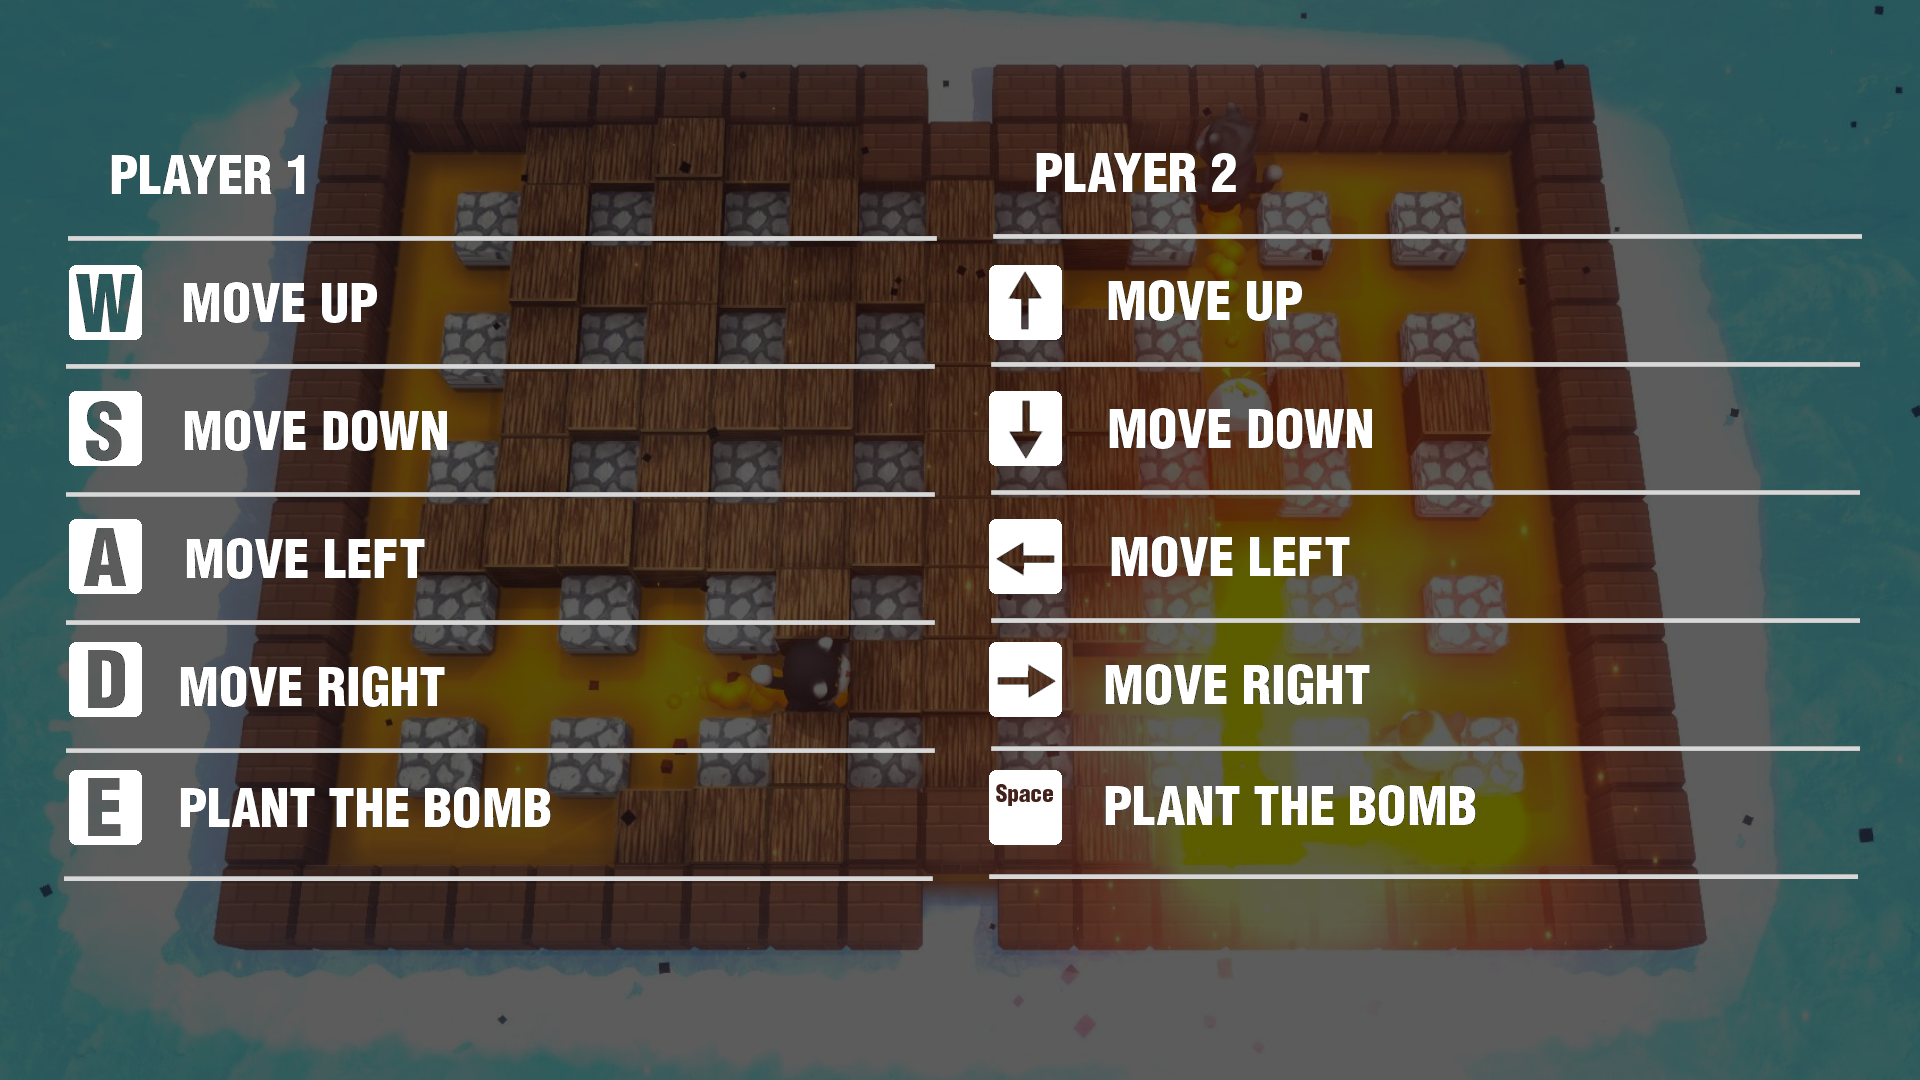 PLAYER 1
W MOVE UP
S MOVE DOWN
A MOVE LEFT
D MOVE RIGHT
E PLANT THE BOMB
PLAYER 2
↑ MOVE UP
↓ MOVE DOWN
← MOVE LEFT
→ MOVE RIGHT
Space PLANT THE BOMB